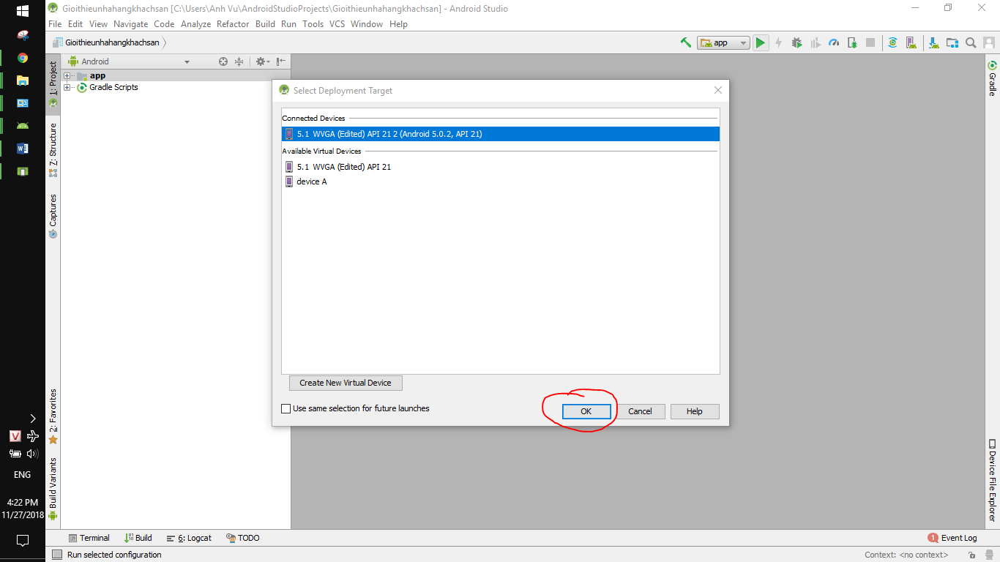 Gioithieunhahangkhachsan [C:\Users\Anh Vu\AndroidStudioProjects\Gioithieunhahangkhachsan] - Android Studio
File Edit View Navigate Code Analyze Refactor Build Run Tools VCS Window Help
Gioithieunhahangkhachsan
app
Android
app
Gradle Scripts
1: Project
7: Structure
Captures
2: Favorites
Build Variants
Gradle
Device File Explorer
Select Deployment Target
Connected Devices
5.1 WVGA (Edited) API 21 2 (Android 5.0.2, API 21)
Available Virtual Devices
5.1 WVGA (Edited) API 21
device A
Create New Virtual Device
Use same selection for future launches
OK Cancel Help
V
ENG
4:22 PM
11/27/2018
Terminal Build 6: Logcat TODO
1 Event Log
Run selected configuration
Context: <no context>